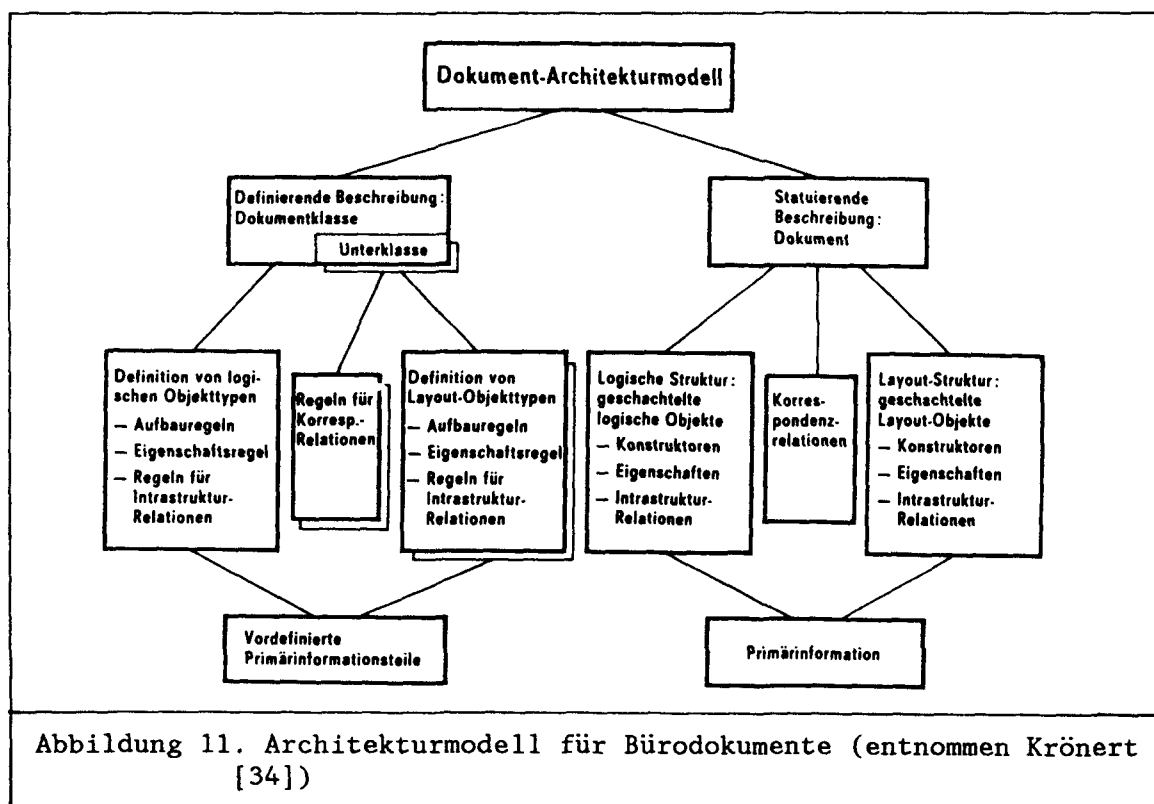 Dokument-Architekturmodell
Definierende Beschreibung:
Dokumentklasse
Unterklasse
Statuierende
Beschreibung:
Dokument
Definition von logi-
schen Objekttypen
— Aufbauregeln
— Eigenschaftsregel
— Regeln für
Intrastruktur-
Relationen
Regeln für
Korresp.-
Relationen
Definition von
Layout-Objekttypen
— Aufbauregeln
— Eigenschaftsregel
— Regeln für
Intrastruktur-
Relationen
Logische Struktur:
geschachtelte
logische Objekte
— Konstruktoren
— Eigenschaften
— Intrastruktur-
Relationen
Korres-
pondenz-
relationen
Layout-Struktur:
geschachtelte
Layout-Objekte
— Konstruktoren
— Eigenschaften
— Intrastruktur-
Relationen
Vordefinierte
Primärinformationsteile
Primärinformation
Abbildung 11. Architekturmodell für Bürodokumente (entnommen Krönert
[34])